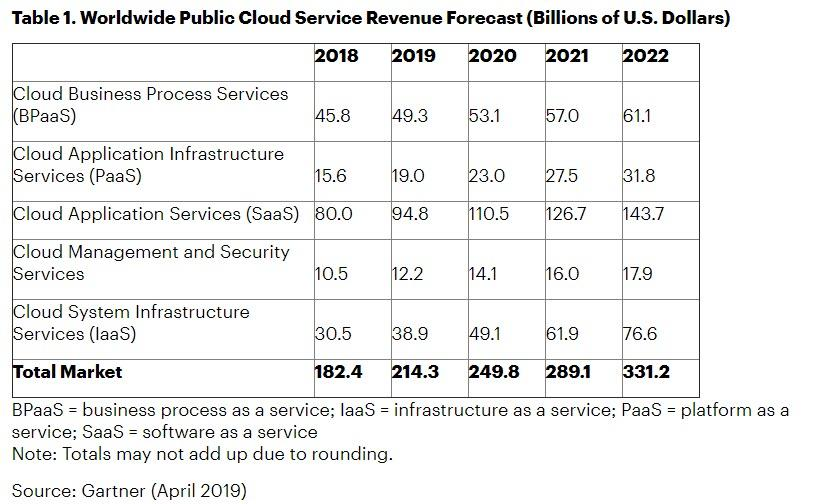 Table 1. Worldwide Public Cloud Service Revenue Forecast (Billions of U.S. Dollars)
2018 2019 2020 2021 2022
Cloud Business Process Services
(BPaaS) 45.8 49.3 53.1 57.0 61.1
Cloud Application Infrastructure
Services (PaaS) 15.6 19.0 23.0 27.5 31.8
Cloud Application Services (SaaS) 80.0 94.8 110.5 126.7 143.7
Cloud Management and Security
Services 10.5 12.2 14.1 16.0 17.9
Cloud System Infrastructure
Services (IaaS) 30.5 38.9 49.1 61.9 76.6
Total Market 182.4 214.3 249.8 289.1 331.2
BPaaS = business process as a service; IaaS = infrastructure as a service; PaaS = platform as a
service; SaaS = software as a service
Note: Totals may not add up due to rounding.
Source: Gartner (April 2019)